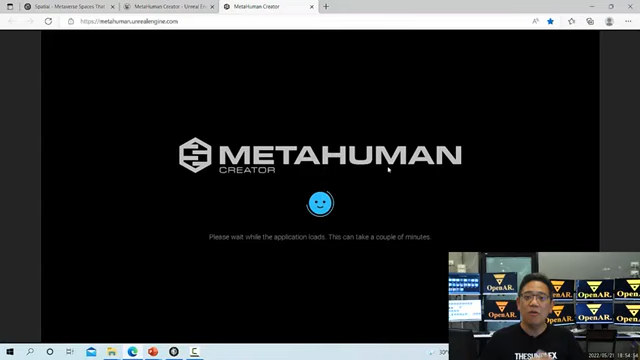 Spatial - Metaverse Spaces That
MetaHuman Creator - Unreal En
MetaHuman Creator
https://metahuman.unrealengine.com
METAHUMAN
CREATOR
Please wait while the application loads. This can take a couple of minutes.
OpenAR.
OpenAR.
OpenAR.
OpenAR.
OpenAR.
OpenAR.
2022/05/21 18:54:54